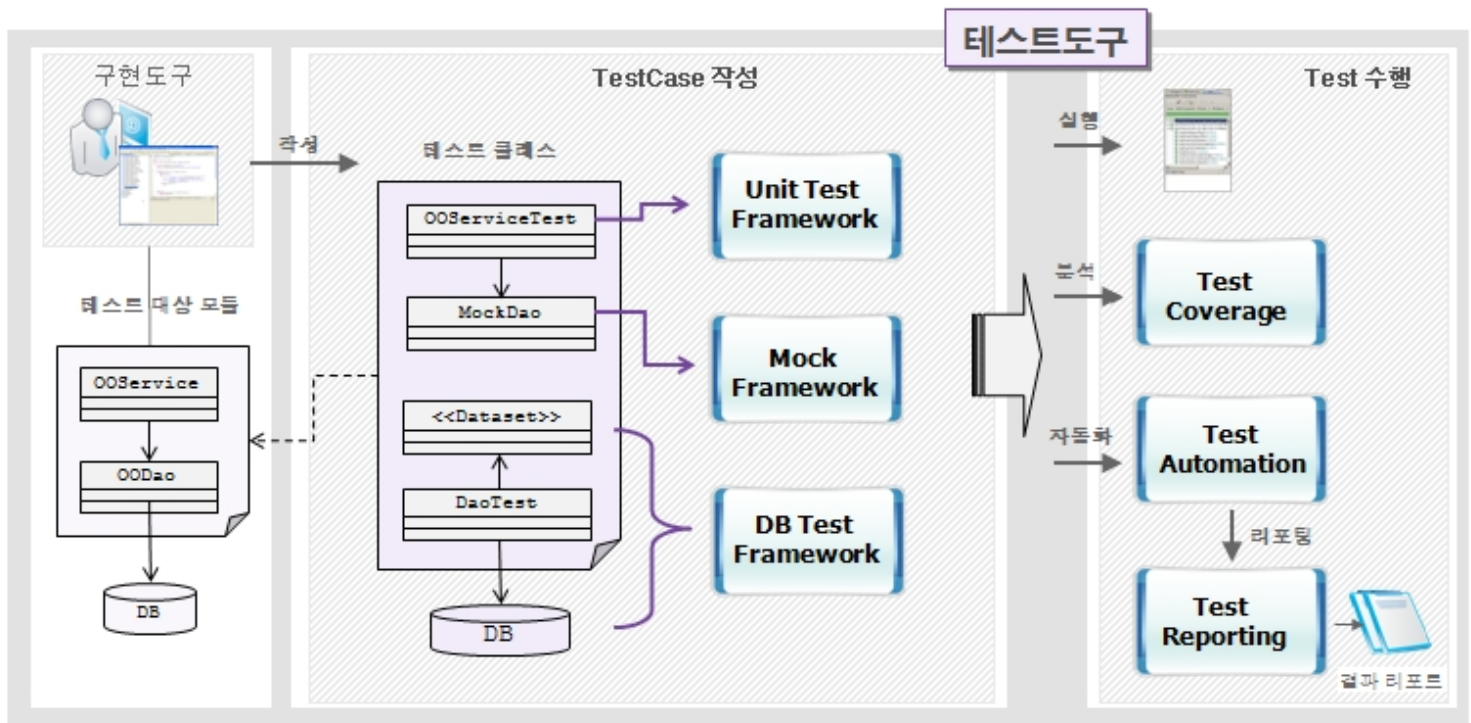 테스트도구
구현도구
작성
테스트 대상 모듈
OOService
OODao
DB
TestCase 작성
테스트 클래스
OOServiceTest
MockDao
<<Dataset>>
DaoTest
DB
Unit Test
Framework
Mock
Framework
DB Test
Framework
Test 수행
실행
분석
Test
Coverage
자동화
Test
Automation
리포팅
Test
Reporting
결과 리포트